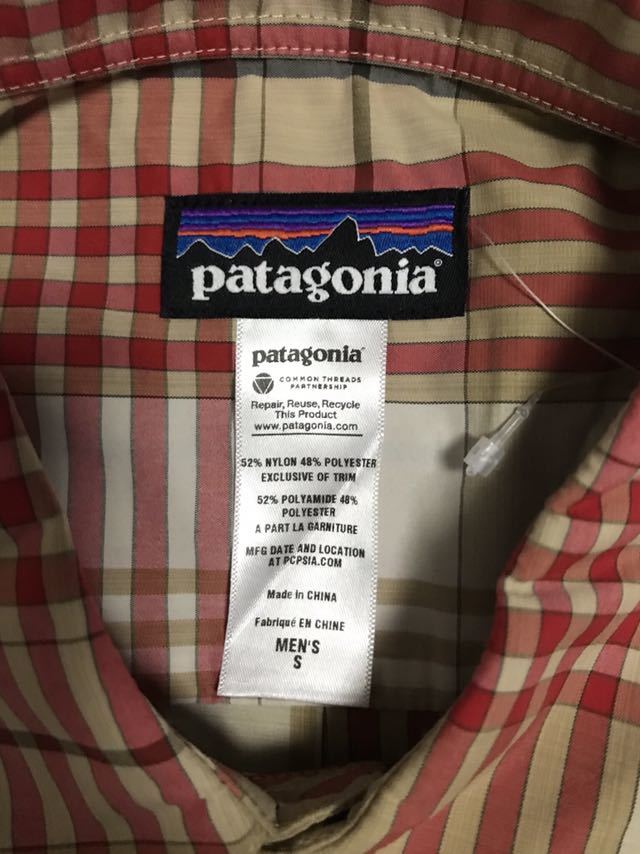 patagonia®
patagonia®
COMMON THREADS
PARTNERSHIP
Repair, Reuse, Recycle
This Product
www.patagonia.com
52% NYLON 48% POLYESTER
EXCLUSIVE OF TRIM
52% POLYAMIDE 48%
POLYESTER
A PART LA GARNITURE
MFG DATE AND LOCATION
AT PCPSIA.COM
Made in CHINA
Fabriqué EN CHINE
MEN'S
S